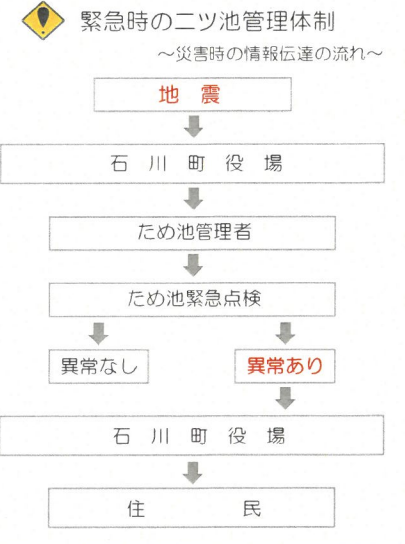 緊急時の二ツ池管理体制
～災害時の情報伝達の流れ～
地 震
石 川 町 役 場
ため池管理者
ため池緊急点検
異常なし 異常あり
石 川 町 役 場
住 民